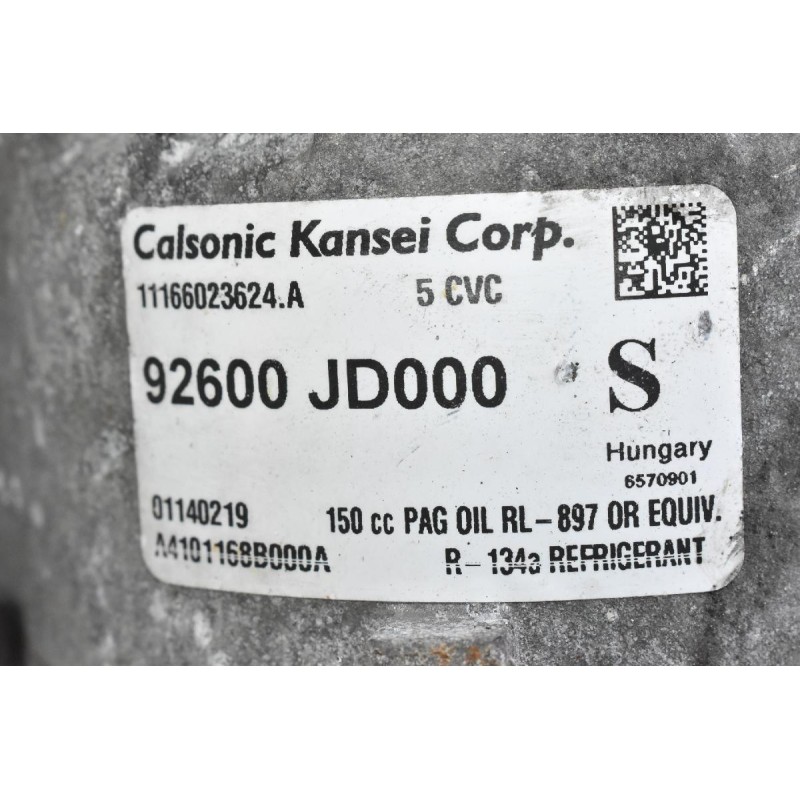 Calsonic Kansei Corp.
11166023624.A 5 CVC
92600 JD000 S
Hungary
6570901
01140219 150 cc PAG OIL RL-897 OR EQUIV.
A4101168B000A R-134a REFRIGERANT